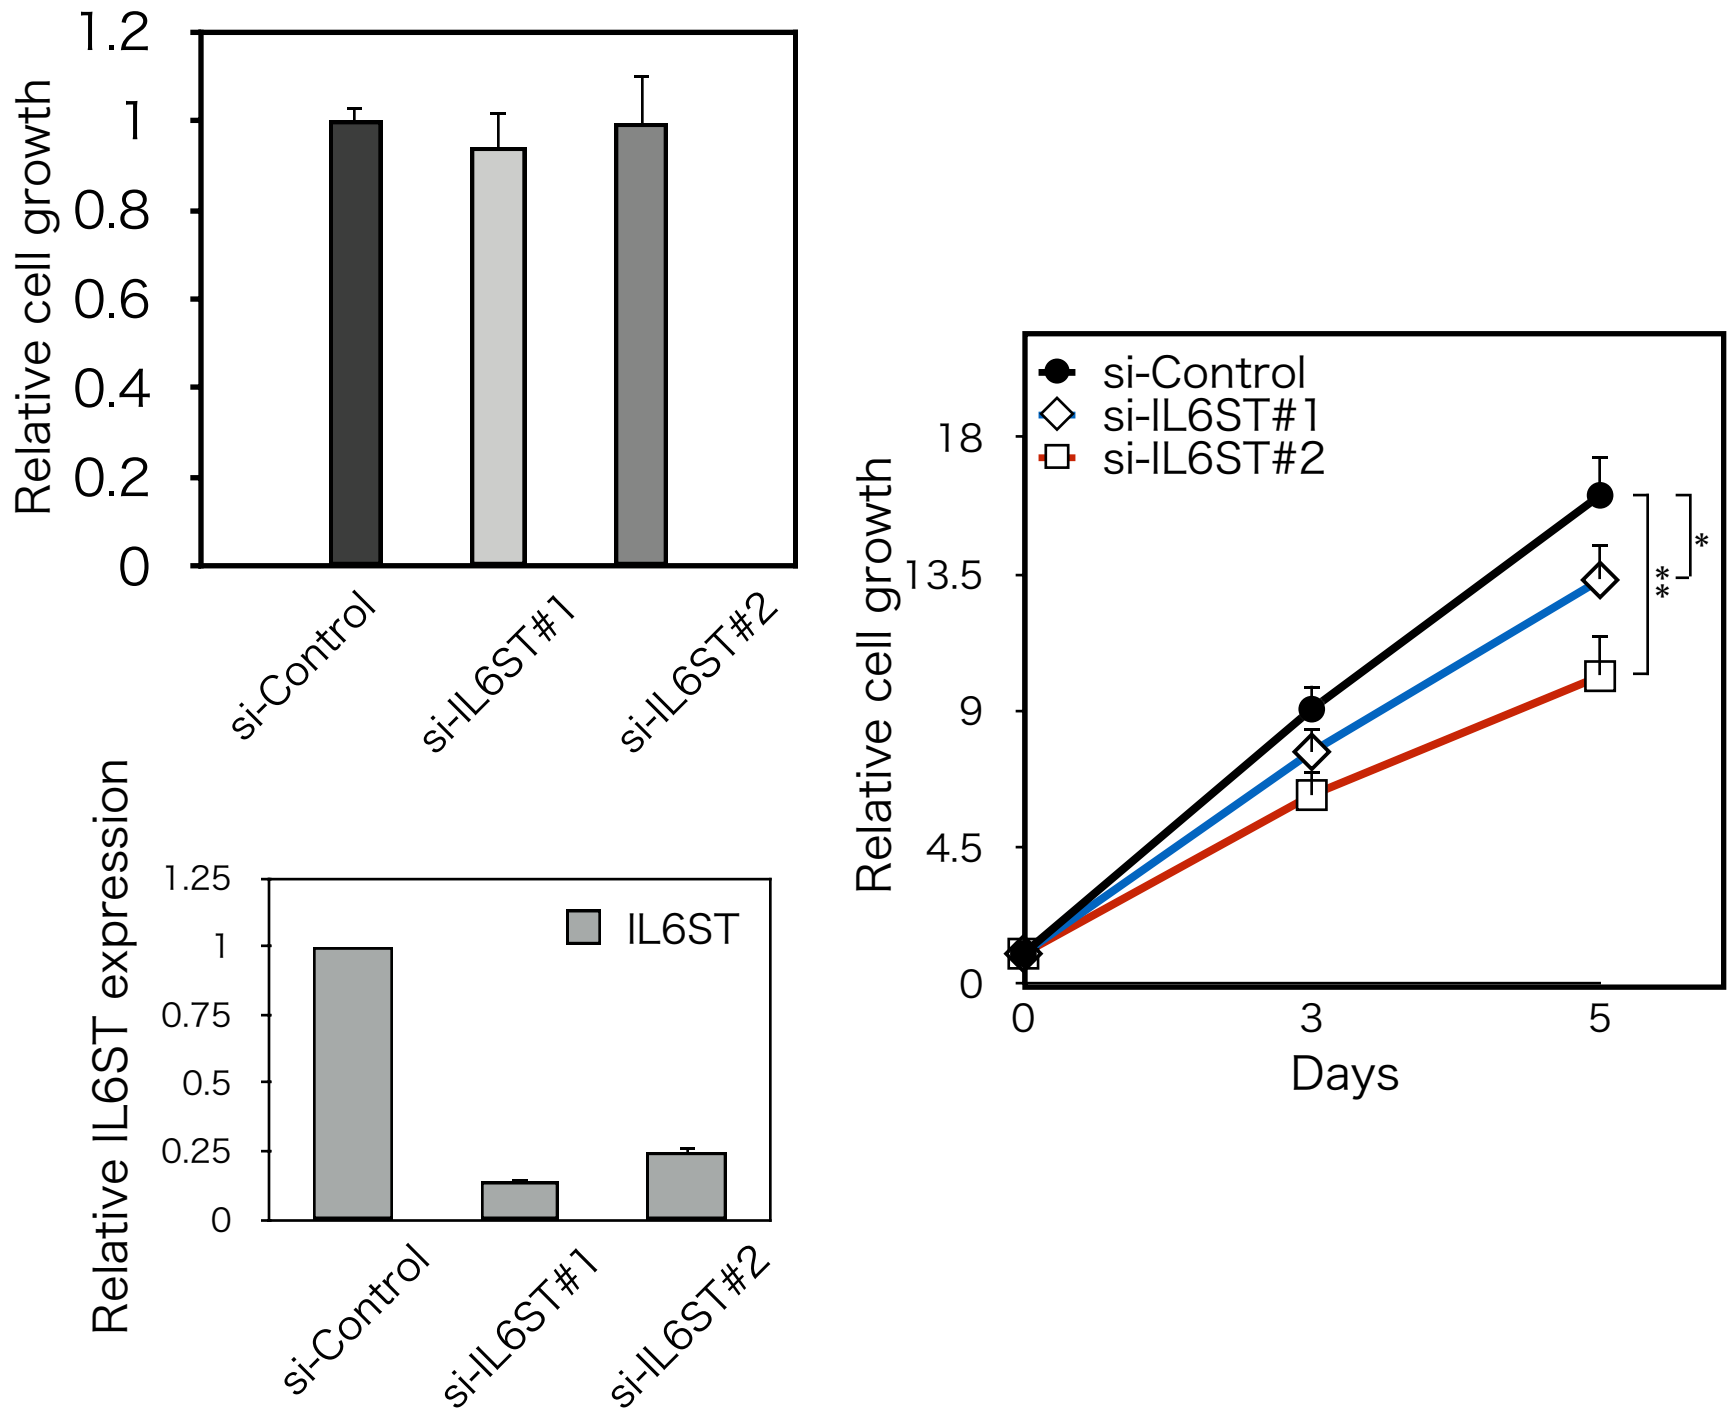 Relative cell growth
1.2
1
0.8
0.6
0.4
0.2
0
si-Control
si-IL6ST#1
si-IL6ST#2
Relative IL6ST expression
1.25
1
0.75
0.5
0.25
0
IL6ST
si-Control
si-IL6ST#1
si-IL6ST#2
Relative cell growth
si-Control
si-IL6ST#1
si-IL6ST#2
18
13.5
9
4.5
0
*
**
0 3 5
Days